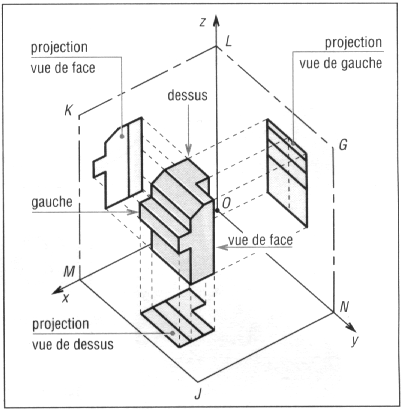 z
L
projection
vue de face
projection
vue de gauche
dessus
K
G
gauche
O
vue de face
M
x
N
y
projection
vue de dessus
J